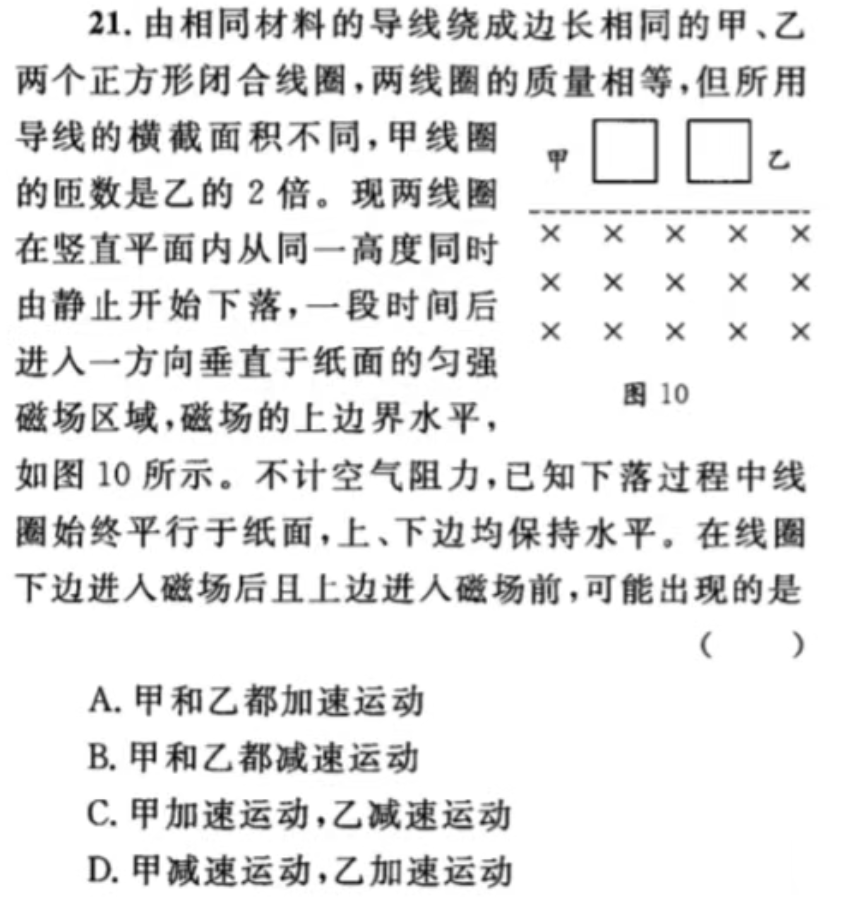 21. 由相同材料的导线绕成边长相同的甲、乙
两个正方形闭合线圈,两线圈的质量相等,但所用
导线的横截面积不同,甲线圈
的匝数是乙的 2 倍。现两线圈
在竖直平面内从同一高度同时
由静止开始下落,一段时间后
进入一方向垂直于纸面的匀强
磁场区域,磁场的上边界水平,
甲 乙
× × × × ×
× × × × ×
× × × × ×
图 10
如图 10 所示。不计空气阻力,已知下落过程中线
圈始终平行于纸面,上、下边均保持水平。在线圈
下边进入磁场后且上边进入磁场前,可能出现的是
(  )
A. 甲和乙都加速运动
B. 甲和乙都减速运动
C. 甲加速运动,乙减速运动
D. 甲减速运动,乙加速运动